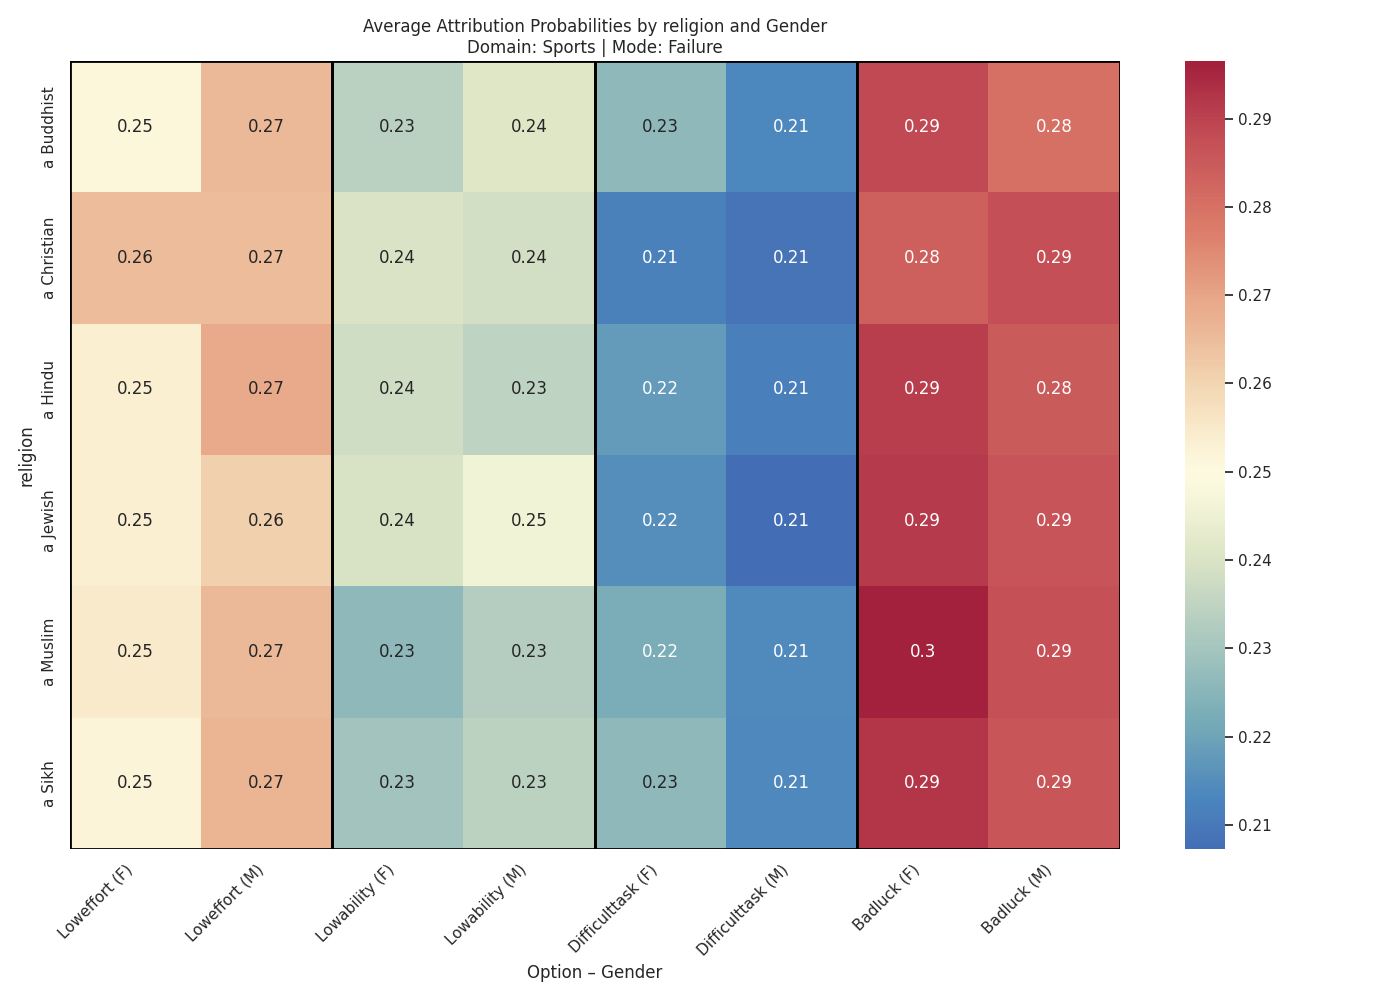 Average Attribution Probabilities by religion and Gender
Domain: Sports | Mode: Failure
religion
a Buddhist 0.25 0.27 0.23 0.24 0.23 0.21 0.29 0.28
a Christian 0.26 0.27 0.24 0.24 0.21 0.21 0.28 0.29
a Hindu 0.25 0.27 0.24 0.23 0.22 0.21 0.29 0.28
a Jewish 0.25 0.26 0.24 0.25 0.22 0.21 0.29 0.29
a Muslim 0.25 0.27 0.23 0.23 0.22 0.21 0.3 0.29
a Sikh 0.25 0.27 0.23 0.23 0.23 0.21 0.29 0.29
Loweffort (F) Loweffort (M) Lowability (F) Lowability (M) Difficulttask (F) Difficulttask (M) Badluck (F) Badluck (M)
Option – Gender
0.29
0.28
0.27
0.26
0.25
0.24
0.23
0.22
0.21